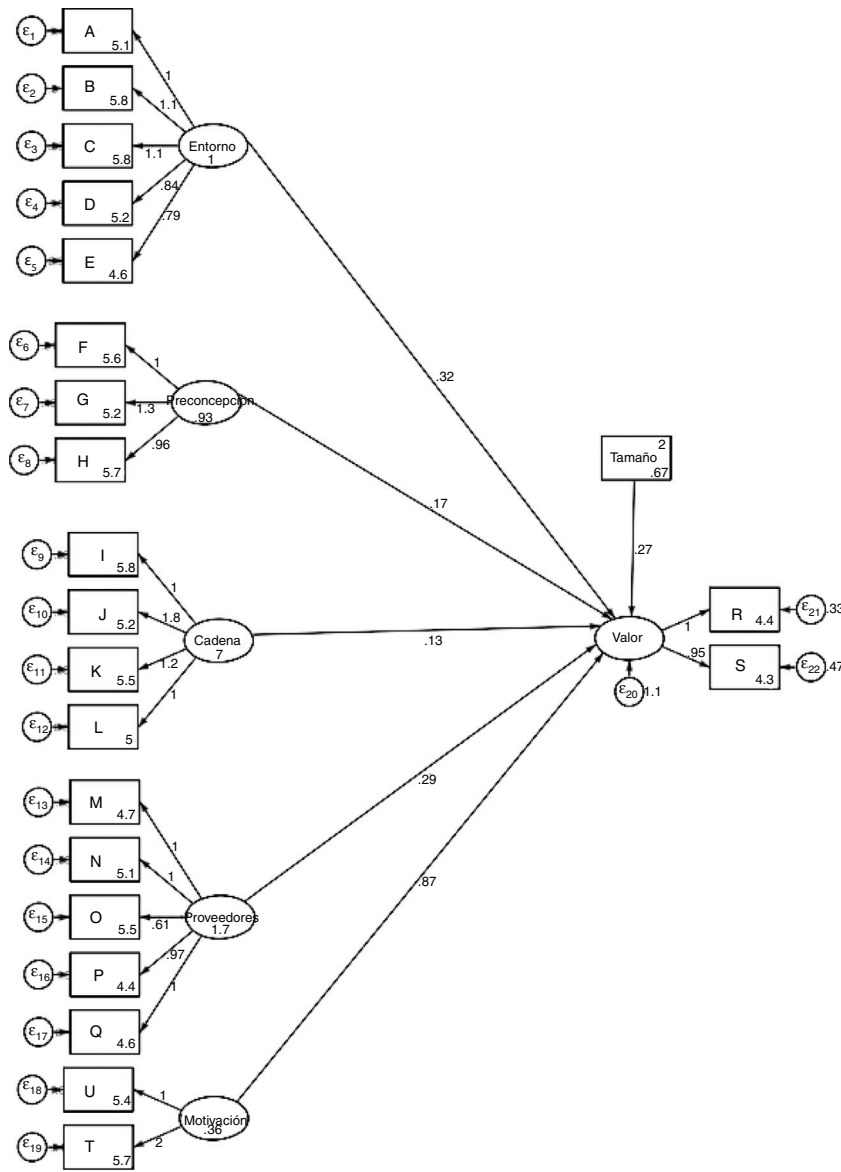 ε1
A
5.1
ε2
B
5.8
ε3
C
5.8
ε4
D
5.2
ε5
E
4.6
1
1.1
1.1
.84
.79
Entorno
1
.32
ε6
F
5.6
ε7
G
5.2
ε8
H
5.7
1
1.3
.96
Preconcepción
.93
.17
Tamaño
2
.67
.27
ε9
I
5.8
ε10
J
5.2
ε11
K
5.5
ε12
L
5
1
1.8
1.2
1
Cadena
7
.13
Valor
ε20
1.1
1
.95
R
4.4
ε21
.33
S
4.3
ε22
.47
ε13
M
4.7
ε14
N
5.1
ε15
O
5.5
ε16
P
4.4
ε17
Q
4.6
1
1
.61
.97
1
Proveedores
1.7
.29
ε18
U
5.4
ε19
T
5.7
1
2
Motivación
.36
.87